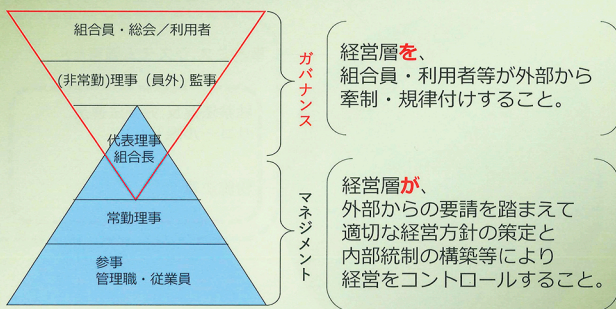 組合員・総会／利用者
(非常勤)理事（員外）監事
代表理事
組合長
常勤理事
参事
管理職・従業員
ガバナンス
マネジメント
経営層を、
組合員・利用者等が外部から
牽制・規律付けすること。
経営層が、
外部からの要請を踏まえて
適切な経営方針の策定と
内部統制の構築等により
経営をコントロールすること。